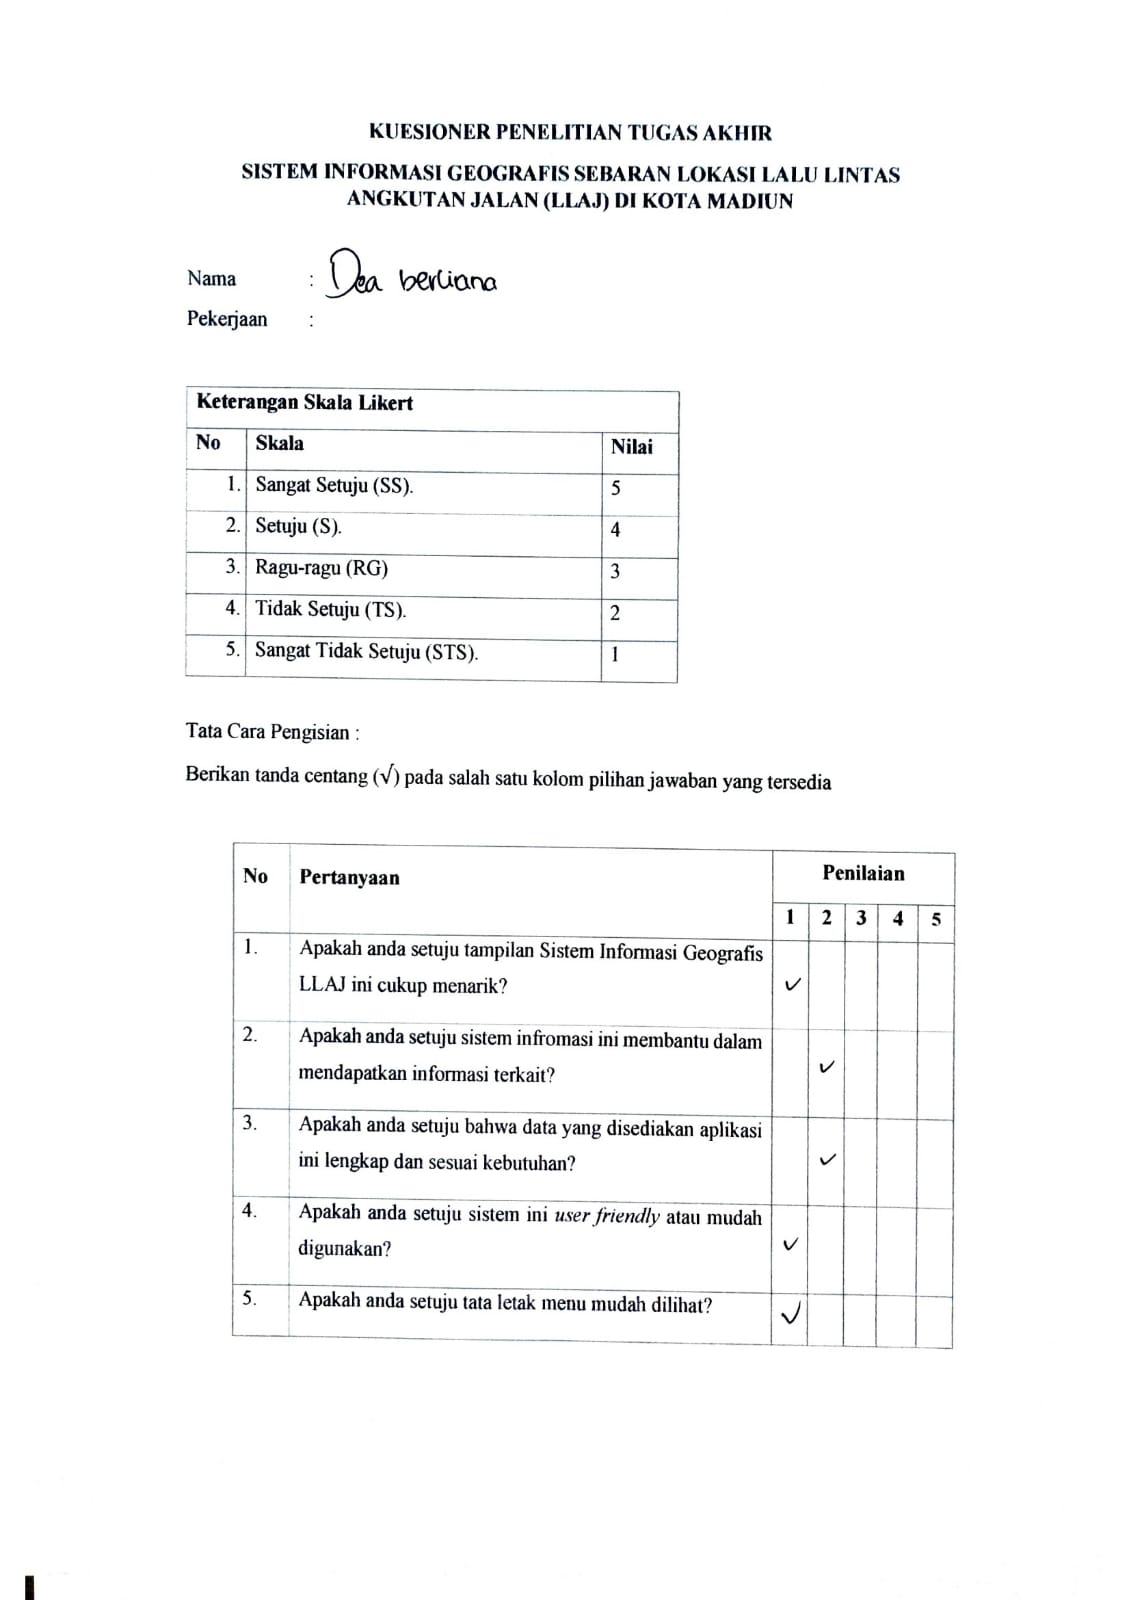 KUESIONER PENELITIAN TUGAS AKHIR
SISTEM INFORMASI GEOGRAFIS SEBARAN LOKASI LALU LINTAS
ANGKUTAN JALAN (LLAJ) DI KOTA MADIUN
Nama : Dea berliana
Pekerjaan :
Keterangan Skala Likert
No Skala Nilai
1. Sangat Setuju (SS). 5
2. Setuju (S). 4
3. Ragu-ragu (RG) 3
4. Tidak Setuju (TS). 2
5. Sangat Tidak Setuju (STS). 1
Tata Cara Pengisian :
Berikan tanda centang (√) pada salah satu kolom pilihan jawaban yang tersedia
No Pertanyaan Penilaian
1 2 3 4 5
1. Apakah anda setuju tampilan Sistem Informasi Geografis
LLAJ ini cukup menarik? ✓
2. Apakah anda setuju sistem infromasi ini membantu dalam
mendapatkan informasi terkait? ✓
3. Apakah anda setuju bahwa data yang disediakan aplikasi
ini lengkap dan sesuai kebutuhan? ✓
4. Apakah anda setuju sistem ini user friendly atau mudah
digunakan? ✓
5. Apakah anda setuju tata letak menu mudah dilihat? ✓